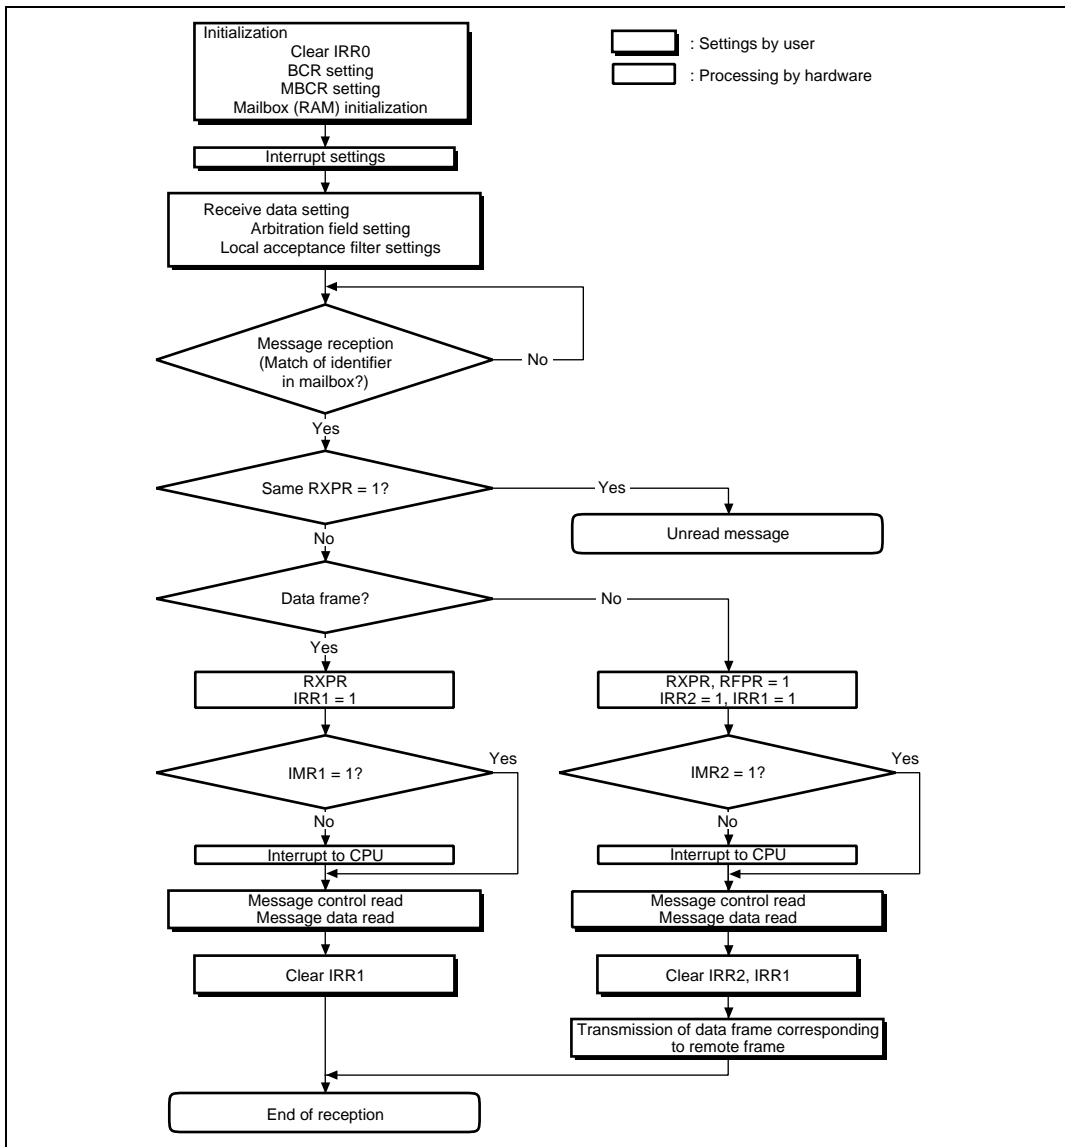 Initialization
Clear IRR0
BCR setting
MBCR setting
Mailbox (RAM) initialization
: Settings by user
: Processing by hardware
Interrupt settings
Receive data setting
Arbitration field setting
Local acceptance filter settings
Message reception
(Match of identifier
in mailbox?)
No
Yes
Same RXPR = 1?
Yes
Unread message
No
Data frame?
No
Yes
RXPR
IRR1 = 1
RXPR, RFPR = 1
IRR2 = 1, IRR1 = 1
IMR1 = 1?
Yes
IMR2 = 1?
Yes
No
No
Interrupt to CPU
Interrupt to CPU
Message control read
Message data read
Message control read
Message data read
Clear IRR1
Clear IRR2, IRR1
Transmission of data frame corresponding
to remote frame
End of reception